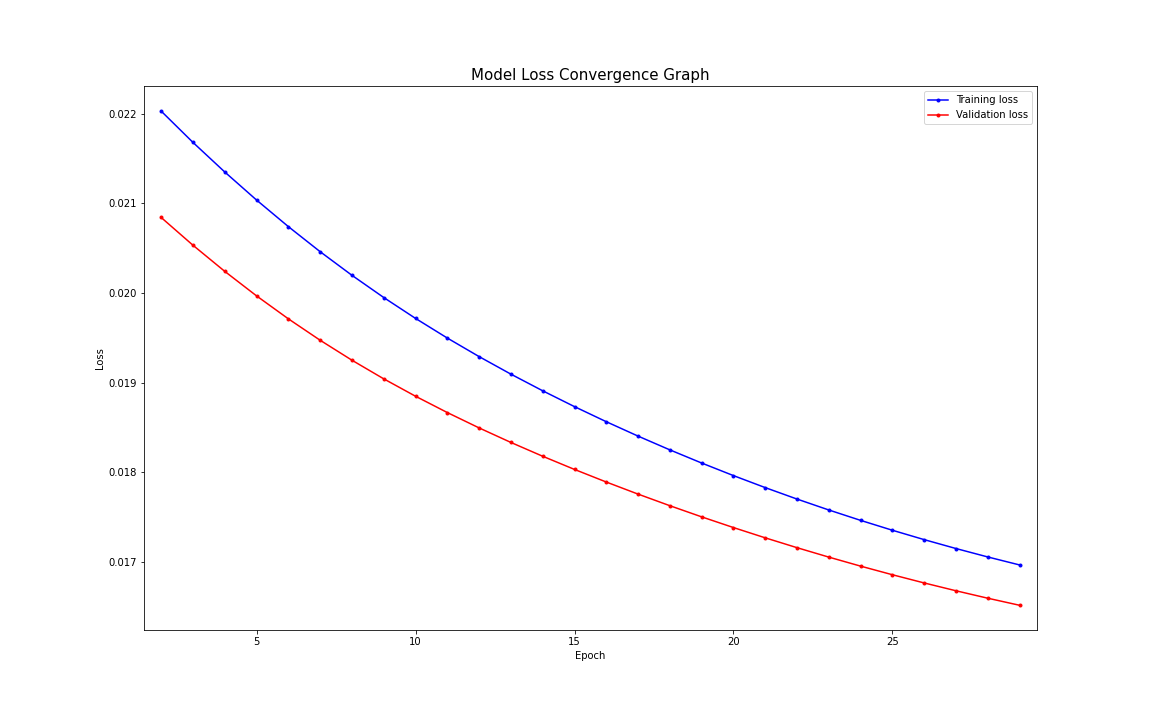 Model Loss Convergence Graph
Training loss
Validation loss
0.022
0.021
0.020
0.019
0.018
0.017
Loss
5
10
15
20
25
Epoch